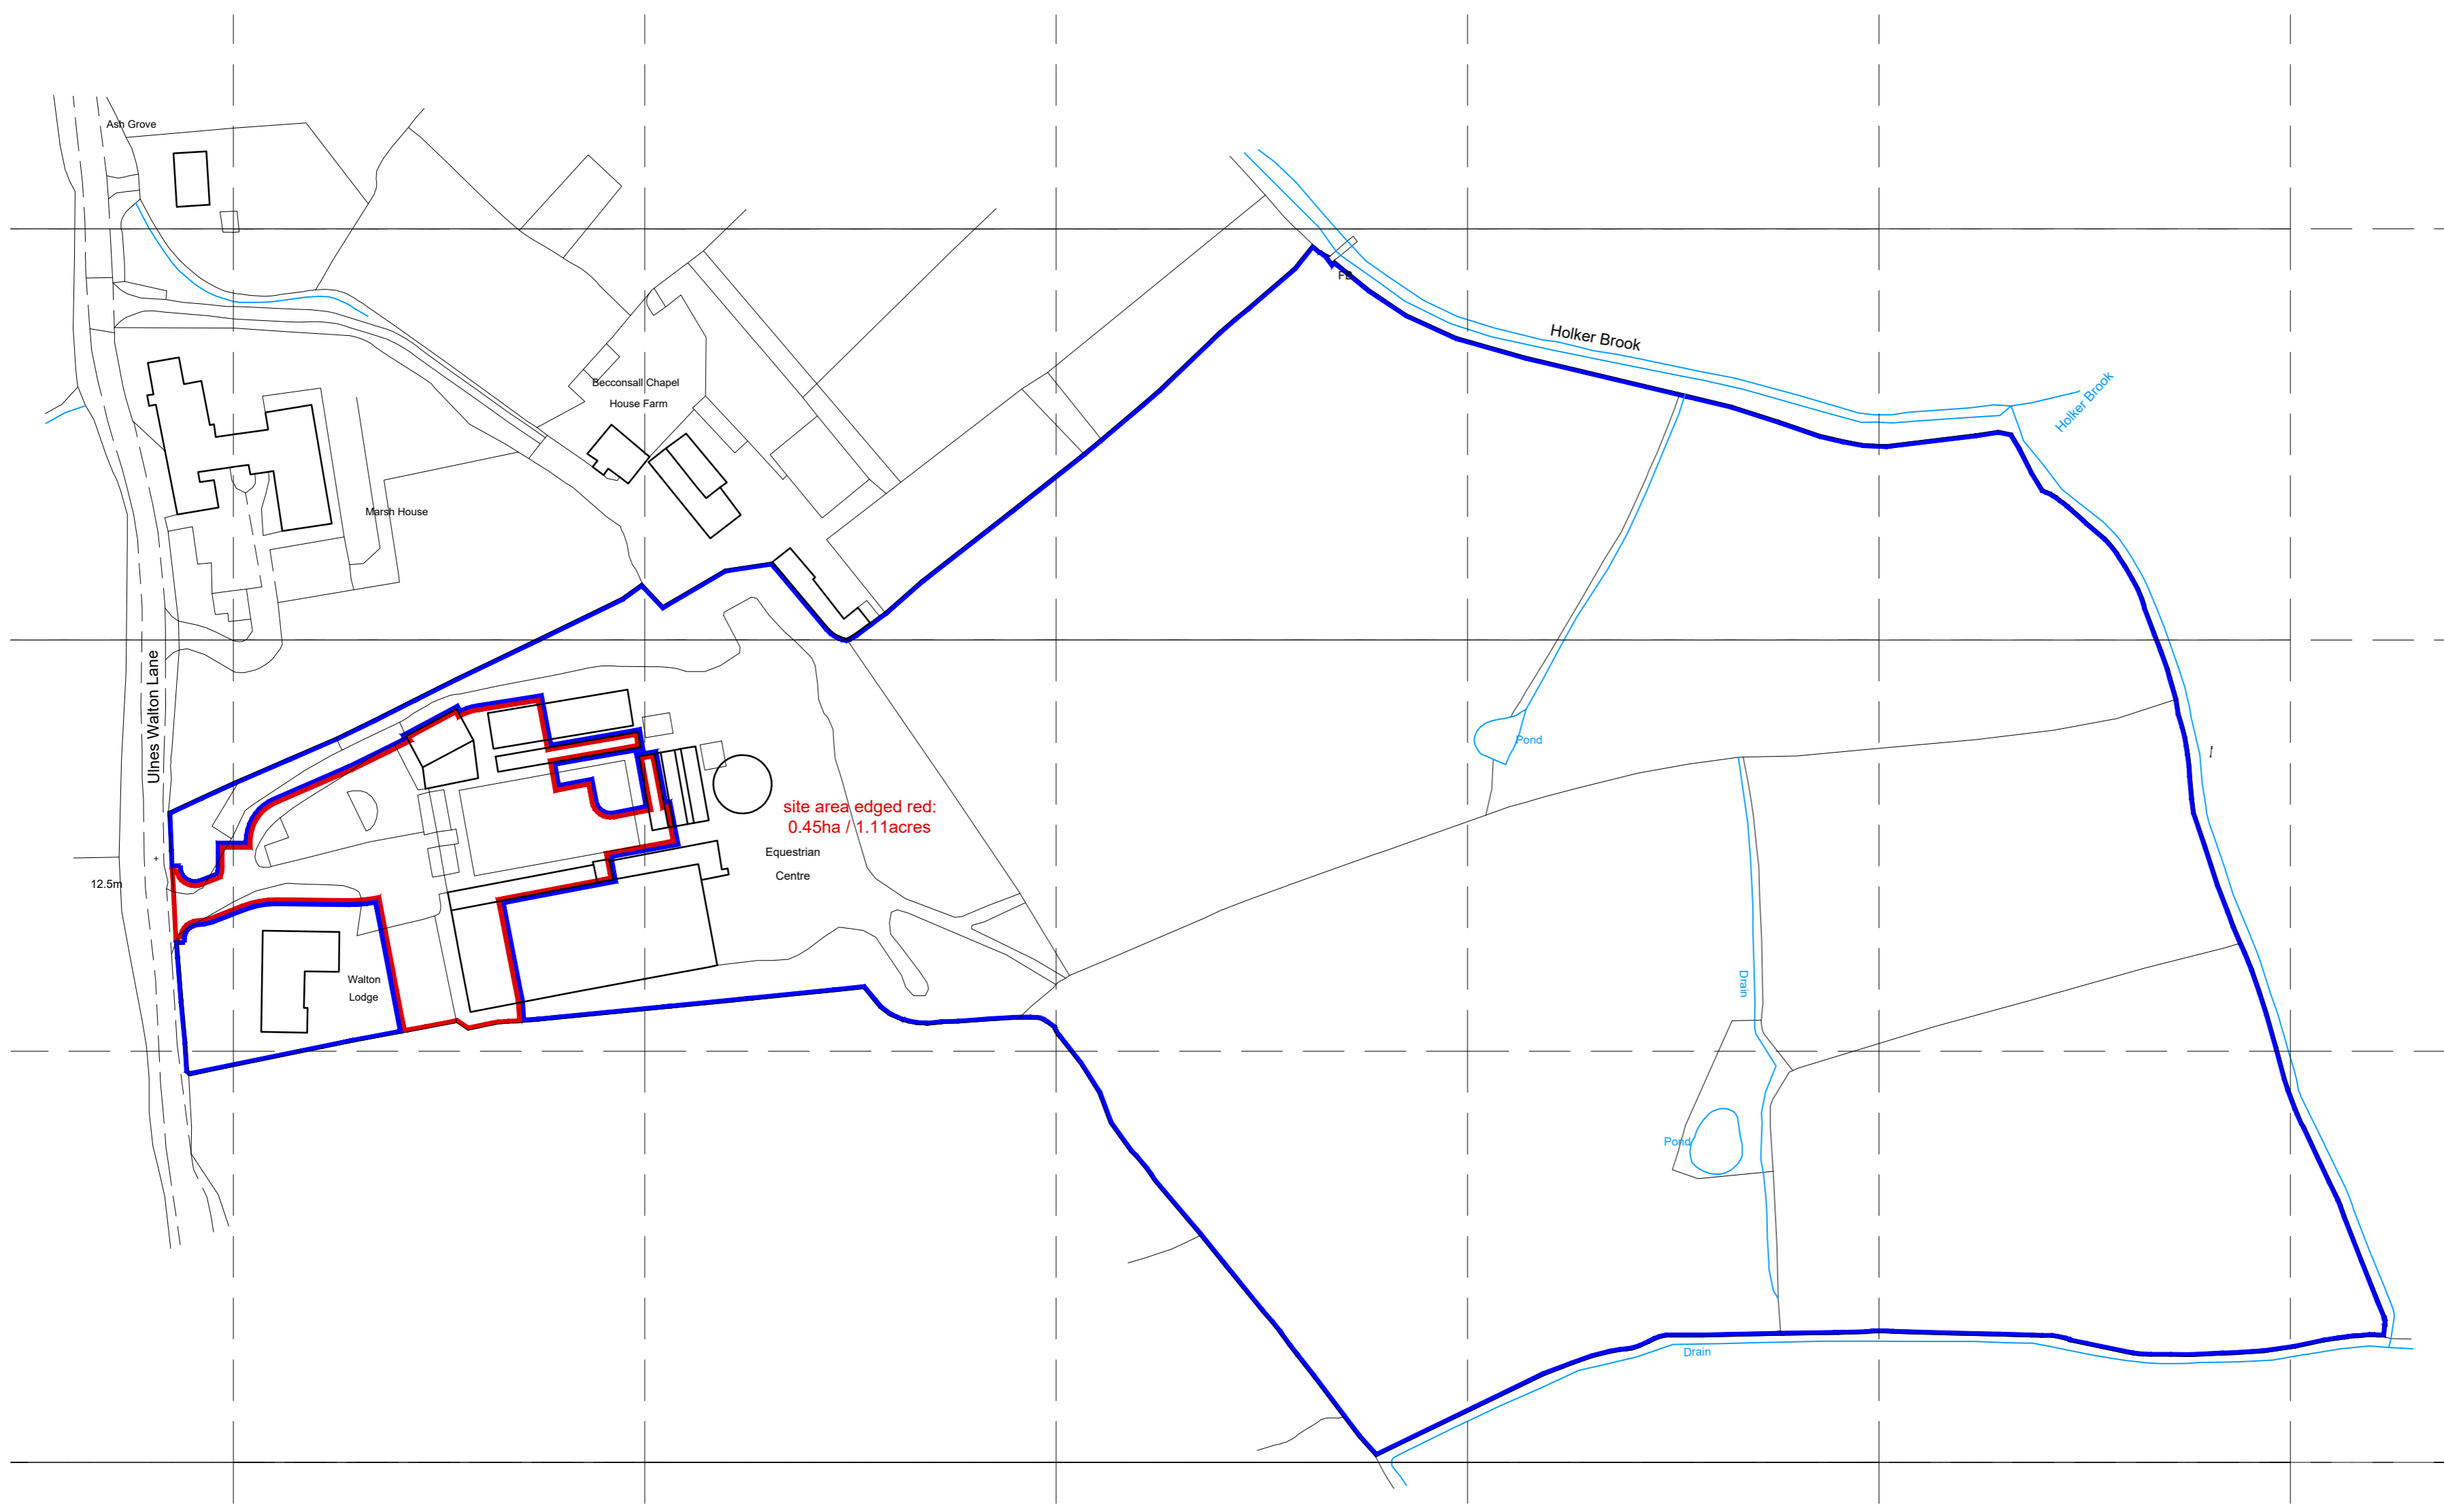 Ash Grove
FB
Holker Brook
Holker Brook
Becconsall Chapel
House Farm
Marsh House
Ulnes Walton Lane
Pond
site area edged red:
0.45ha / 1.11acres
Equestrian
Centre
12.5m
Walton
Lodge
Drain
Pond
Drain